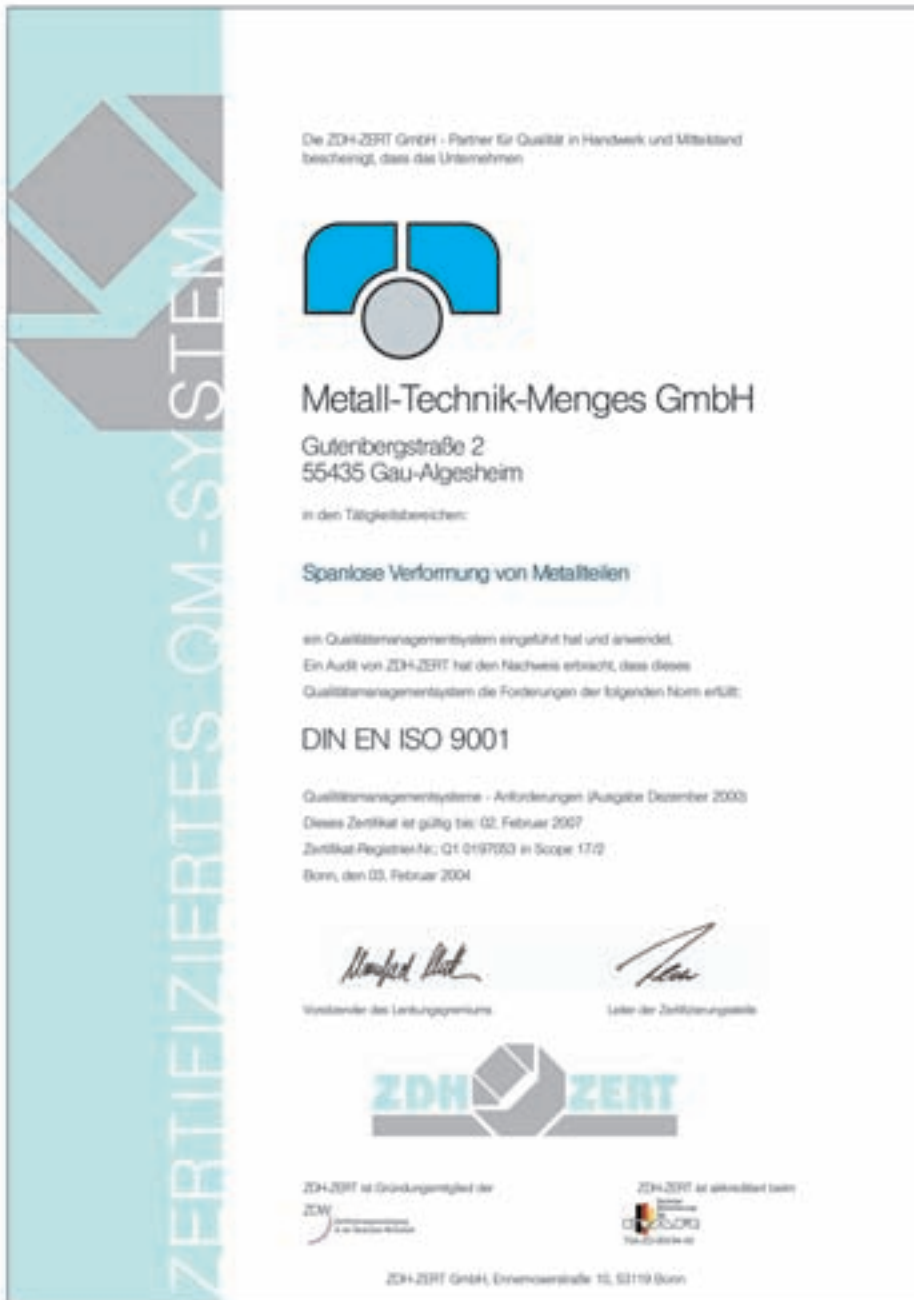 ZERTIFIZIERTES QM-SYSTEM
Die ZDH-ZERT GmbH - Partner für Qualität in Handwerk und Mittelstand
bescheinigt, dass das Unternehmen
Metall-Technik-Menges GmbH
Gutenbergstraße 2
55435 Gau-Algesheim
in den Tätigkeitsbereichen:
Spanlose Verformung von Metallteilen
ein Qualitätsmanagementsystem eingeführt hat und anwendet.
Ein Audit von ZDH-ZERT hat den Nachweis erbracht, dass dieses
Qualitätsmanagementsystem die Forderungen der folgenden Norm erfüllt:
DIN EN ISO 9001
Qualitätsmanagementsysteme - Anforderungen (Ausgabe Dezember 2000)
Dieses Zertifikat ist gültig bis: 02. Februar 2007
Zertifikat-Registrier-Nr.: Q1 0197053 in Scope 17/2
Bonn, den 03. Februar 2004
Manfred
Vorsitzender des Lenkungsgremiums
Leiter der Zertifizierungsstelle
ZDH ZERT
ZDH-ZERT ist Gründungsmitglied der
ZDH-ZERT ist akkreditiert beim
ZDW
ZDH-ZERT GmbH, Ennemoserstraße 10, 53119 Bonn